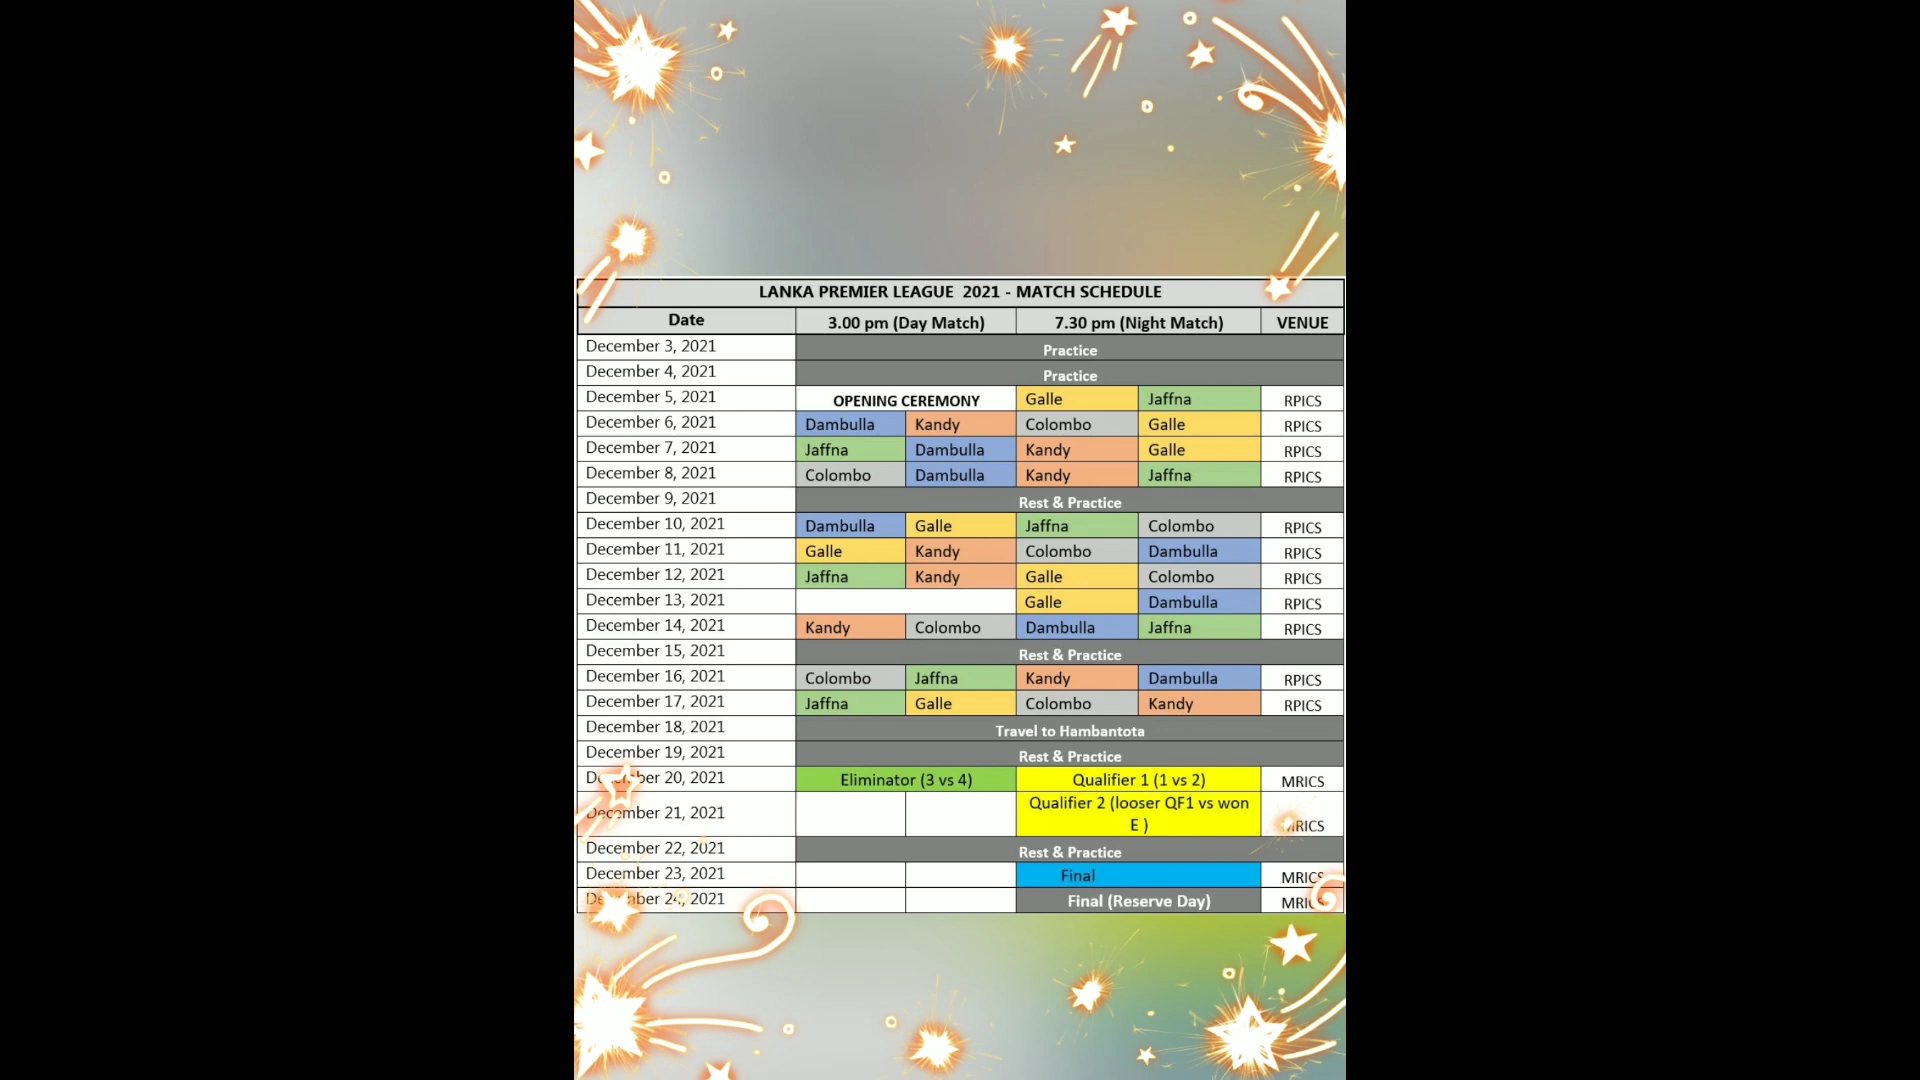 LANKA PREMIER LEAGUE 2021 - MATCH SCHEDULE
Date 3.00 pm (Day Match) 7.30 pm (Night Match) VENUE
December 3, 2021 Practice
December 4, 2021 Practice
December 5, 2021 OPENING CEREMONY Galle Jaffna RPICS
December 6, 2021 Dambulla Kandy Colombo Galle RPICS
December 7, 2021 Jaffna Dambulla Kandy Galle RPICS
December 8, 2021 Colombo Dambulla Kandy Jaffna RPICS
December 9, 2021 Rest & Practice
December 10, 2021 Dambulla Galle Jaffna Colombo RPICS
December 11, 2021 Galle Kandy Colombo Dambulla RPICS
December 12, 2021 Jaffna Kandy Galle Colombo RPICS
December 13, 2021 Galle Dambulla RPICS
December 14, 2021 Kandy Colombo Dambulla Jaffna RPICS
December 15, 2021 Rest & Practice
December 16, 2021 Colombo Jaffna Kandy Dambulla RPICS
December 17, 2021 Jaffna Galle Colombo Kandy RPICS
December 18, 2021 Travel to Hambantota
December 19, 2021 Rest & Practice
December 20, 2021 Eliminator (3 vs 4) Qualifier 1 (1 vs 2) MRICS
December 21, 2021 Qualifier 2 (looser QF1 vs won
E ) MRICS
December 22, 2021 Rest & Practice
December 23, 2021 Final MRICS
December 24, 2021 Final (Reserve Day) MRICS